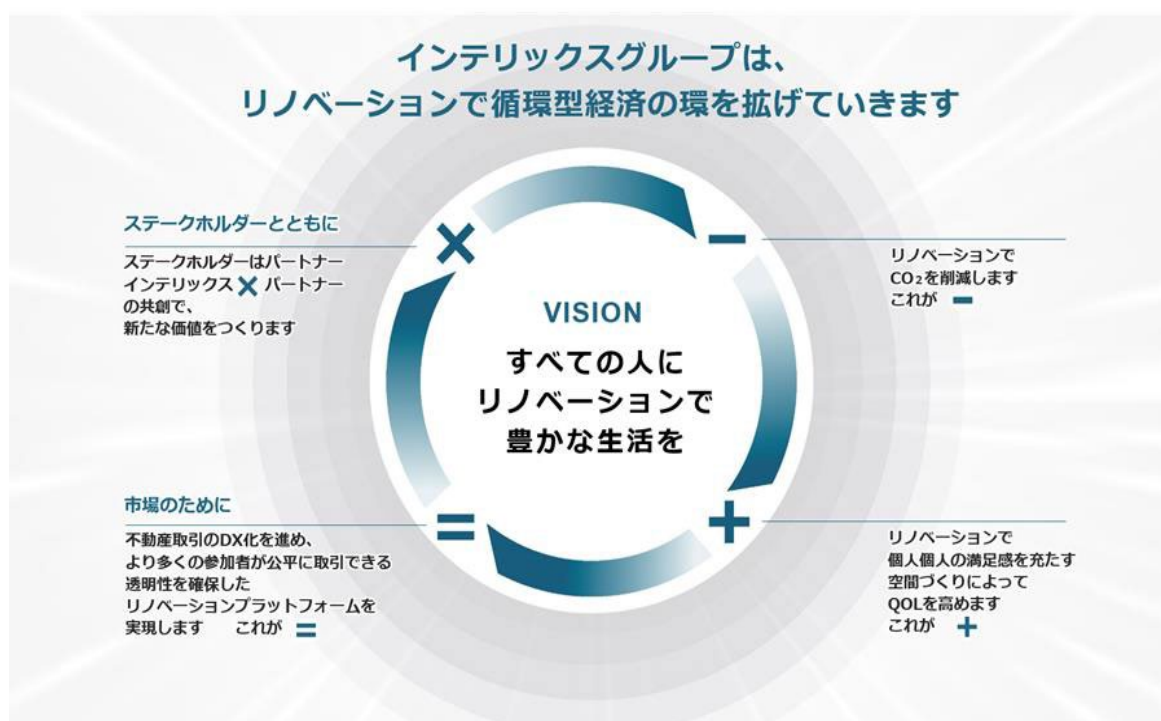 インテリックスグループは、
リノベーションで循環型経済の環を拡げていきます
ステークホルダーとともに
ステークホルダーはパートナー
インテリックス × パートナー
の共創で、
新たな価値をつくります
×
−
リノベーションで
CO₂を削減します
これが −
VISION
すべての人に
リノベーションで
豊かな生活を
市場のために
不動産取引のDX化を進め、
より多くの参加者が公平に取引できる
透明性を確保した
リノベーションプラットフォームを
実現します これが =
=
+
リノベーションで
個人個人の満足感を充たす
空間づくりによって
QOLを高めます
これが +